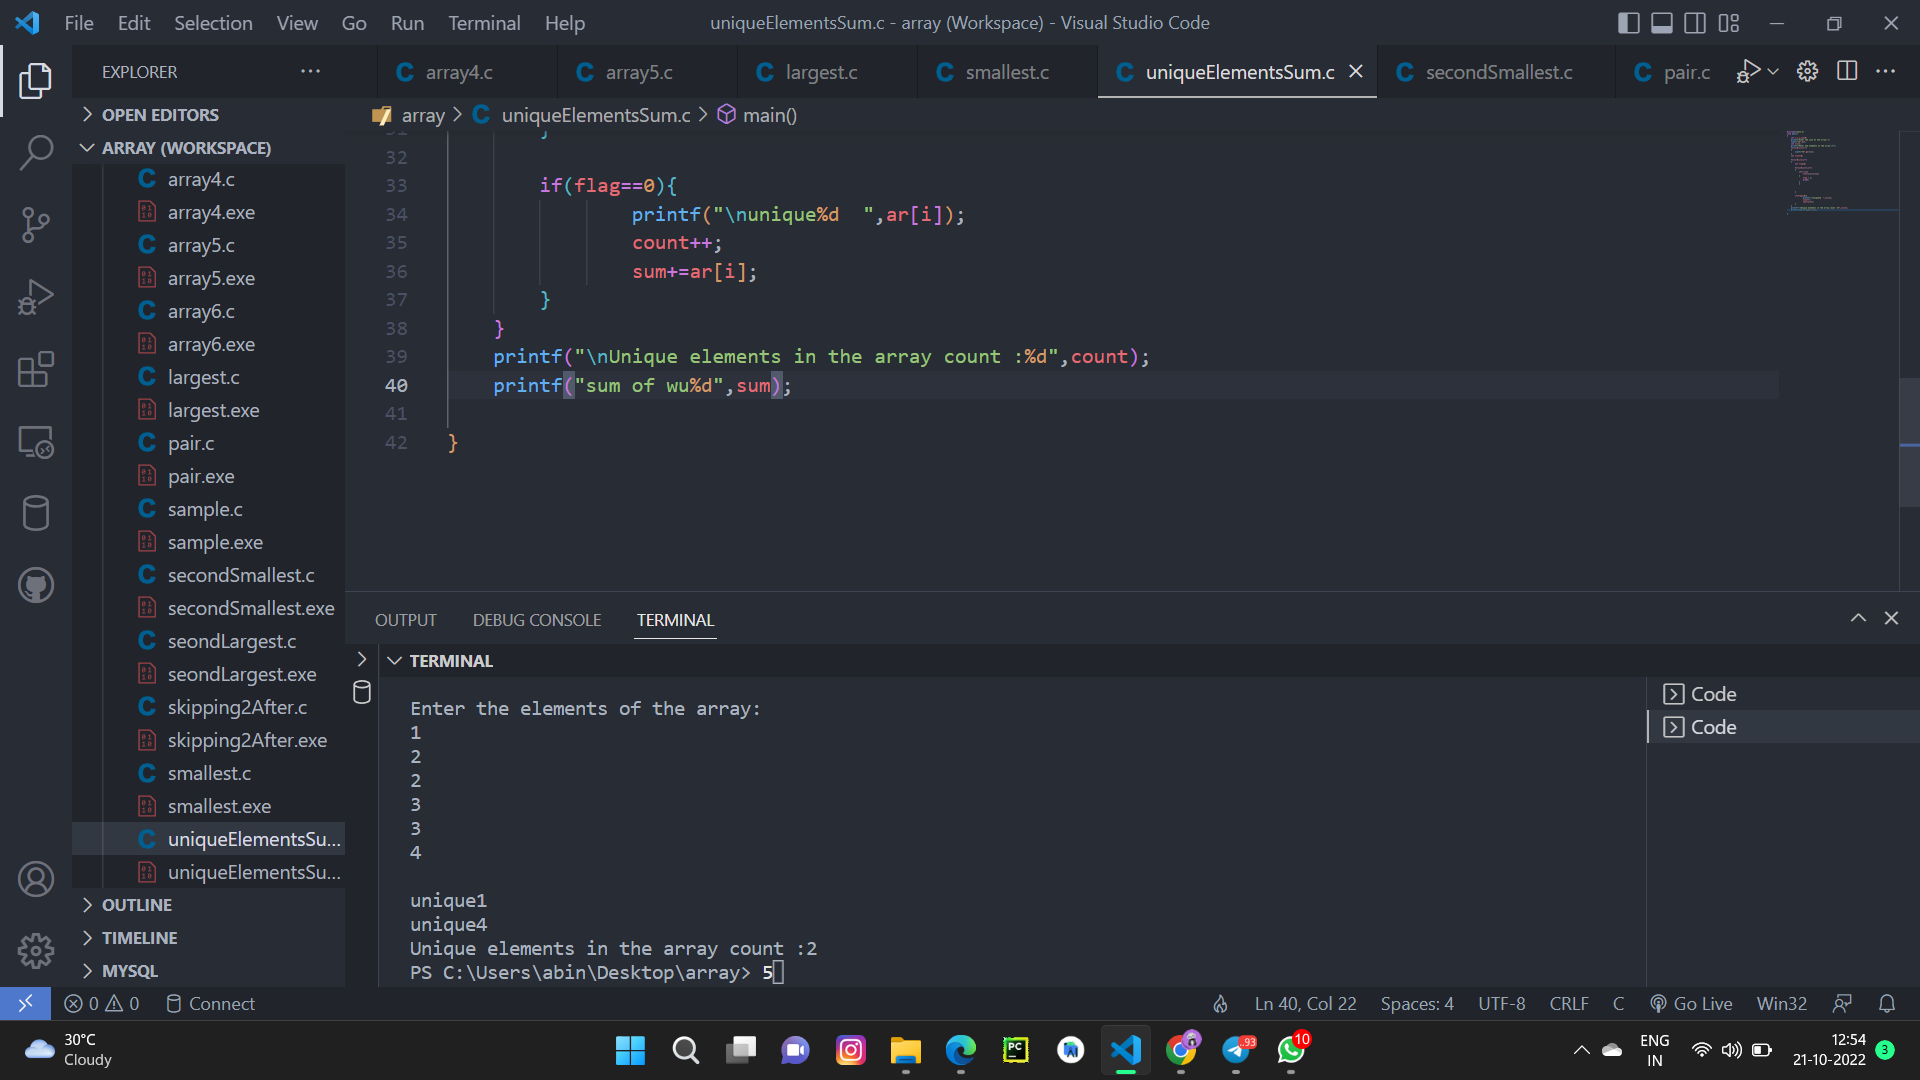 File Edit Selection View Go Run Terminal Help
uniqueElementsSum.c - array (Workspace) - Visual Studio Code
EXPLORER
array4.c
array5.c
largest.c
smallest.c
uniqueElementsSum.c
secondSmallest.c
pair.c
OPEN EDITORS
ARRAY (WORKSPACE)
array4.c
array4.exe
array5.c
array5.exe
array6.c
array6.exe
largest.c
largest.exe
pair.c
pair.exe
sample.c
sample.exe
secondSmallest.c
secondSmallest.exe
seondLargest.c
seondLargest.exe
skipping2After.c
skipping2After.exe
smallest.c
smallest.exe
uniqueElementsSu...
uniqueElementsSu...
OUTLINE
TIMELINE
MYSQL
array > uniqueElementsSum.c > main()
31 }
32
33 if(flag==0){
34 printf("\nunique%d  ",ar[i]);
35 count++;
36 sum+=ar[i];
37 }
38 }
39 printf("\nUnique elements in the array count :%d",count);
40 printf("sum of wu%d",sum);
41
42 }
OUTPUT DEBUG CONSOLE TERMINAL
TERMINAL
Enter the elements of the array:
1
2
2
3
3
4
unique1
unique4
Unique elements in the array count :2
PS C:\Users\abin\Desktop\array> 5
Code
Code
0 0 Connect
Ln 40, Col 22 Spaces: 4 UTF-8 CRLF C Go Live Win32
30°C
Cloudy
PC
93
10
ENG
IN
12:54
21-10-2022
3